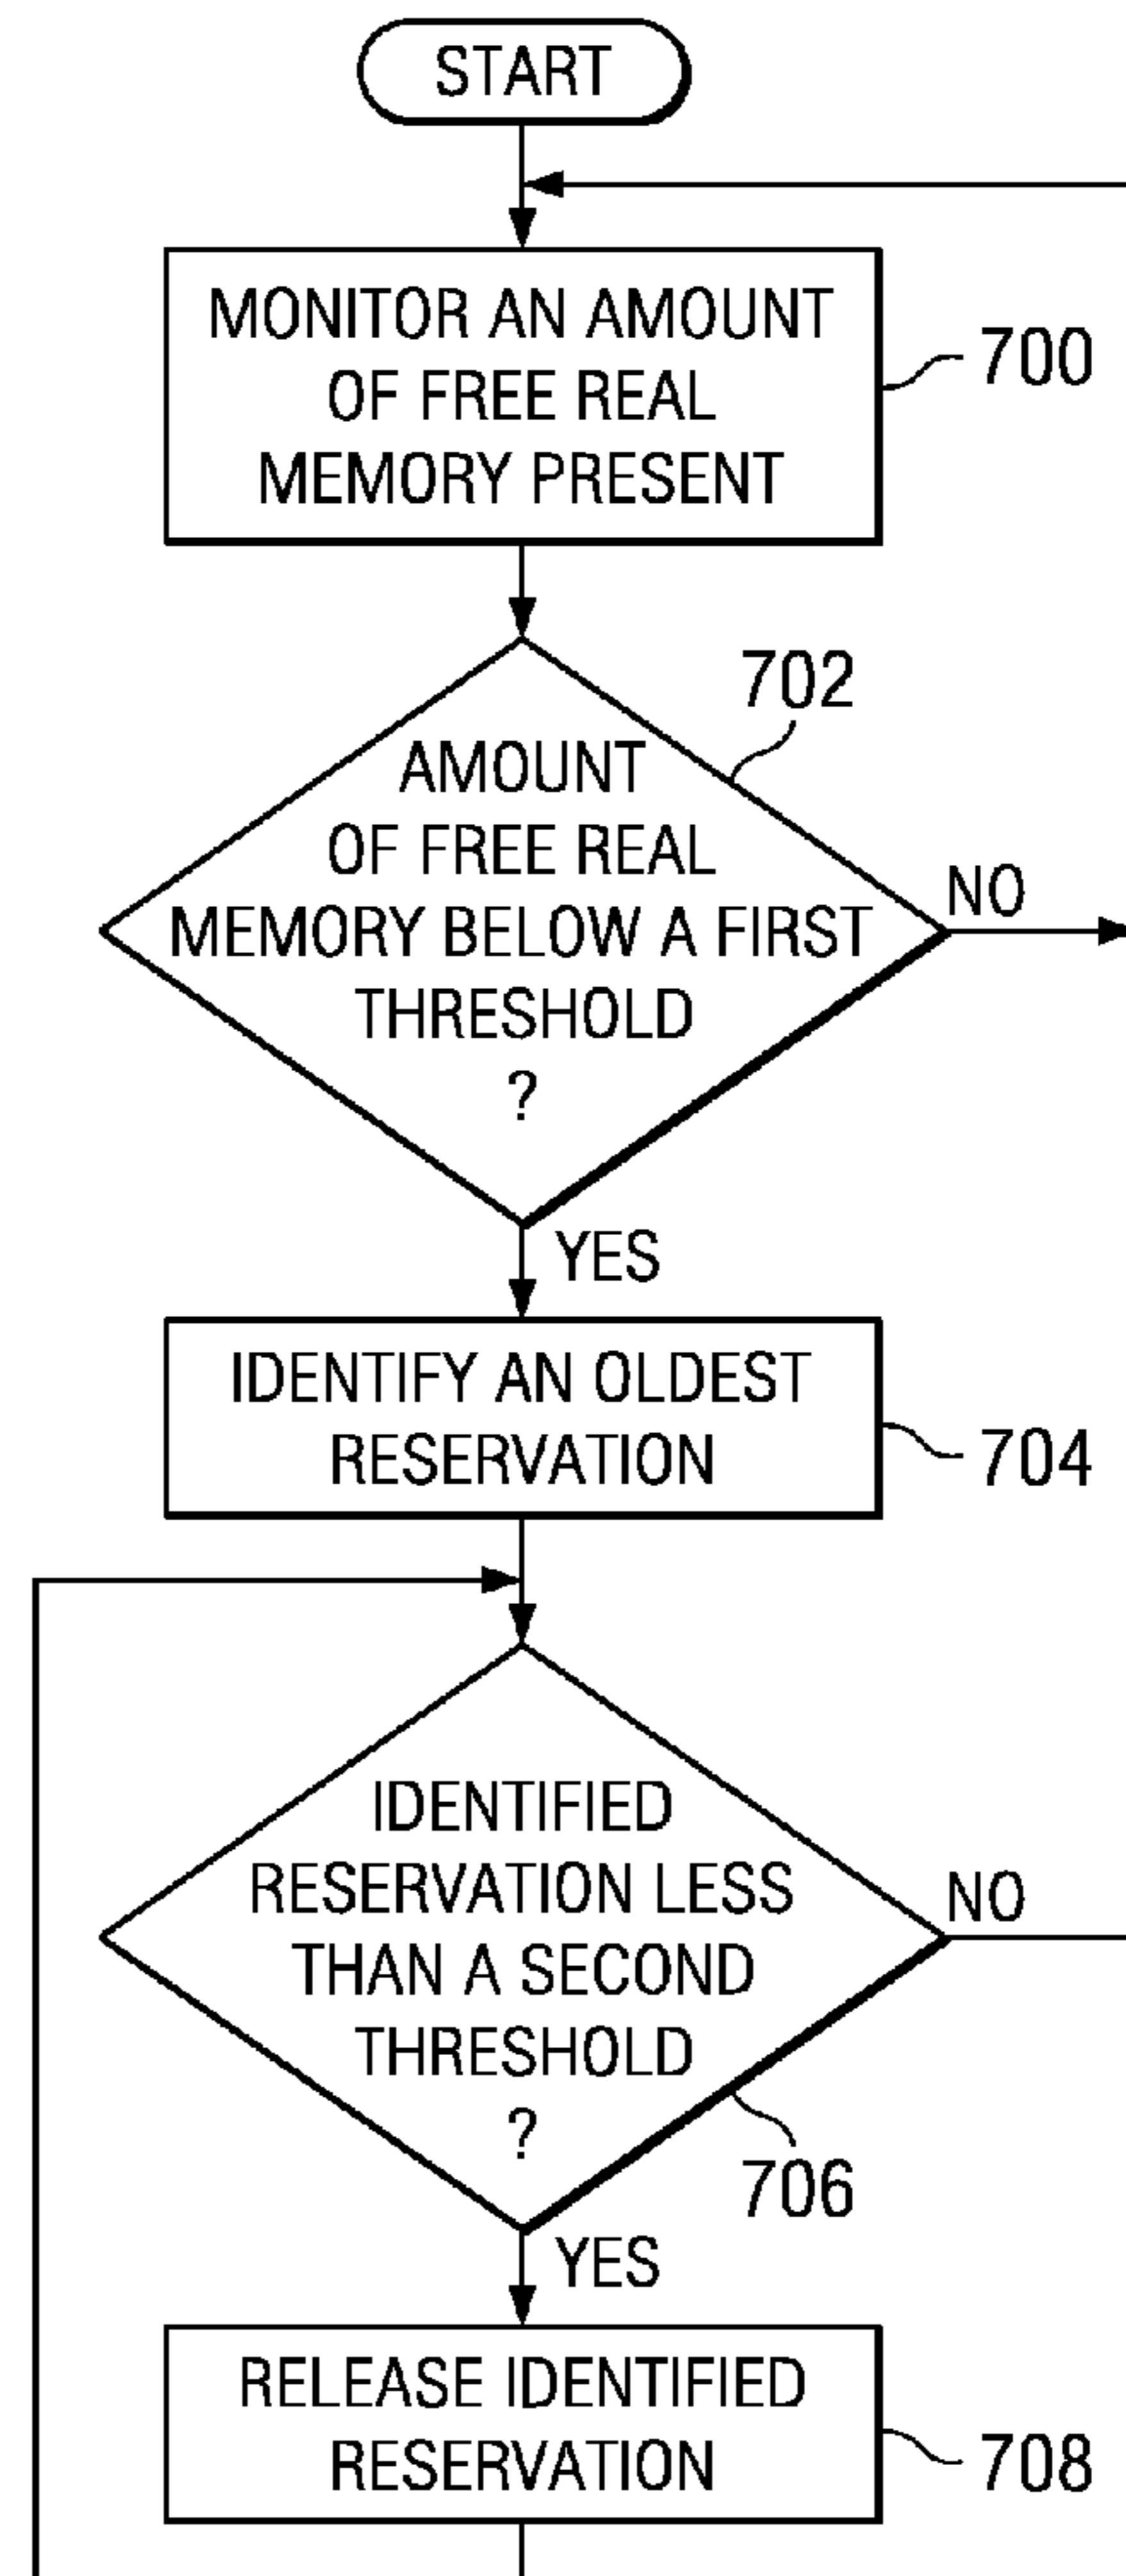 START
MONITOR AN AMOUNT
OF FREE REAL
MEMORY PRESENT
700
702
AMOUNT
OF FREE REAL
MEMORY BELOW A FIRST
THRESHOLD
?
NO
YES
IDENTIFY AN OLDEST
RESERVATION
704
IDENTIFIED
RESERVATION LESS
THAN A SECOND
THRESHOLD
?
NO
706
YES
RELEASE IDENTIFIED
RESERVATION
708